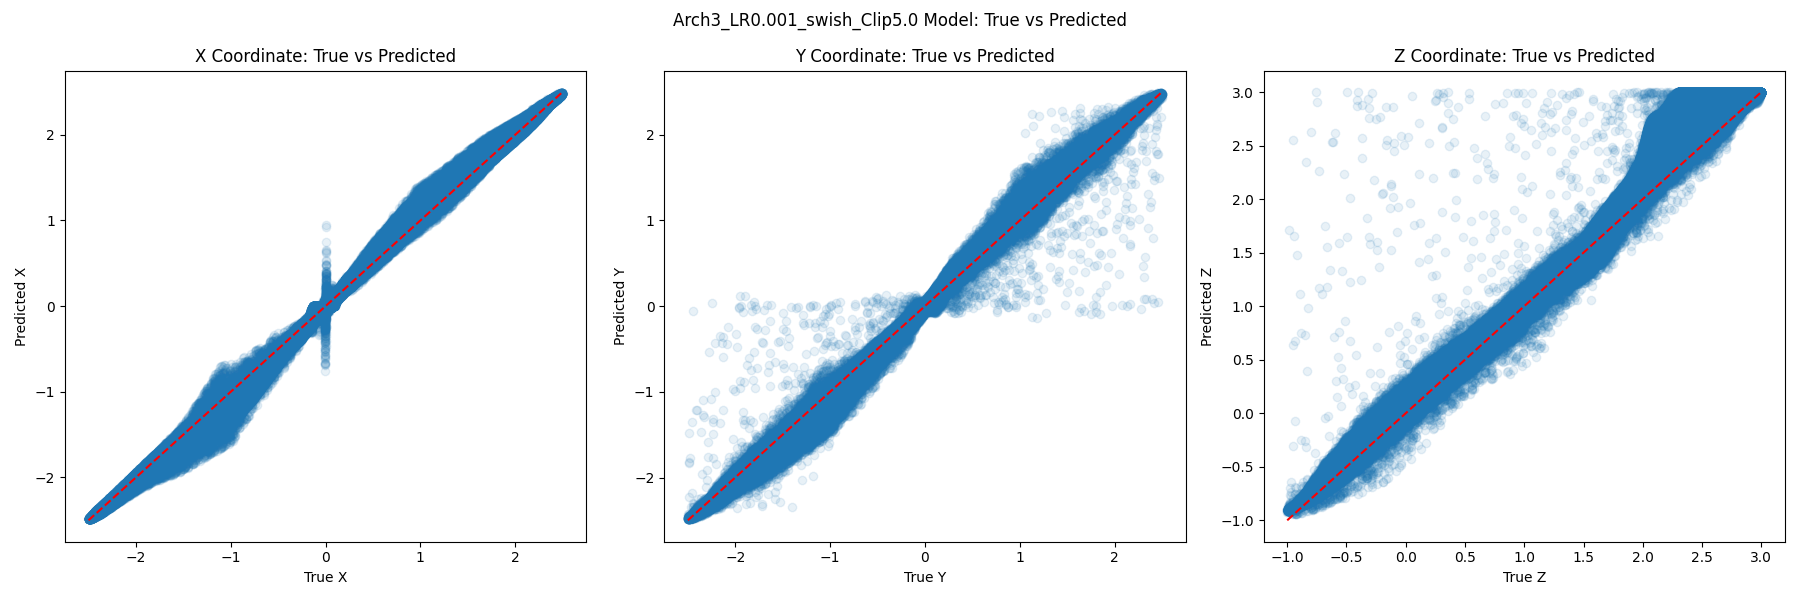 Arch3_LR0.001_swish_Clip5.0 Model: True vs Predicted
X Coordinate: True vs Predicted
Predicted X
2
1
0
−1
−2
−2 −1 0 1 2
True X
Y Coordinate: True vs Predicted
Predicted Y
2
1
0
−1
−2
−2 −1 0 1 2
True Y
Z Coordinate: True vs Predicted
Predicted Z
3.0
2.5
2.0
1.5
1.0
0.5
0.0
−0.5
−1.0
−1.0 −0.5 0.0 0.5 1.0 1.5 2.0 2.5 3.0
True Z